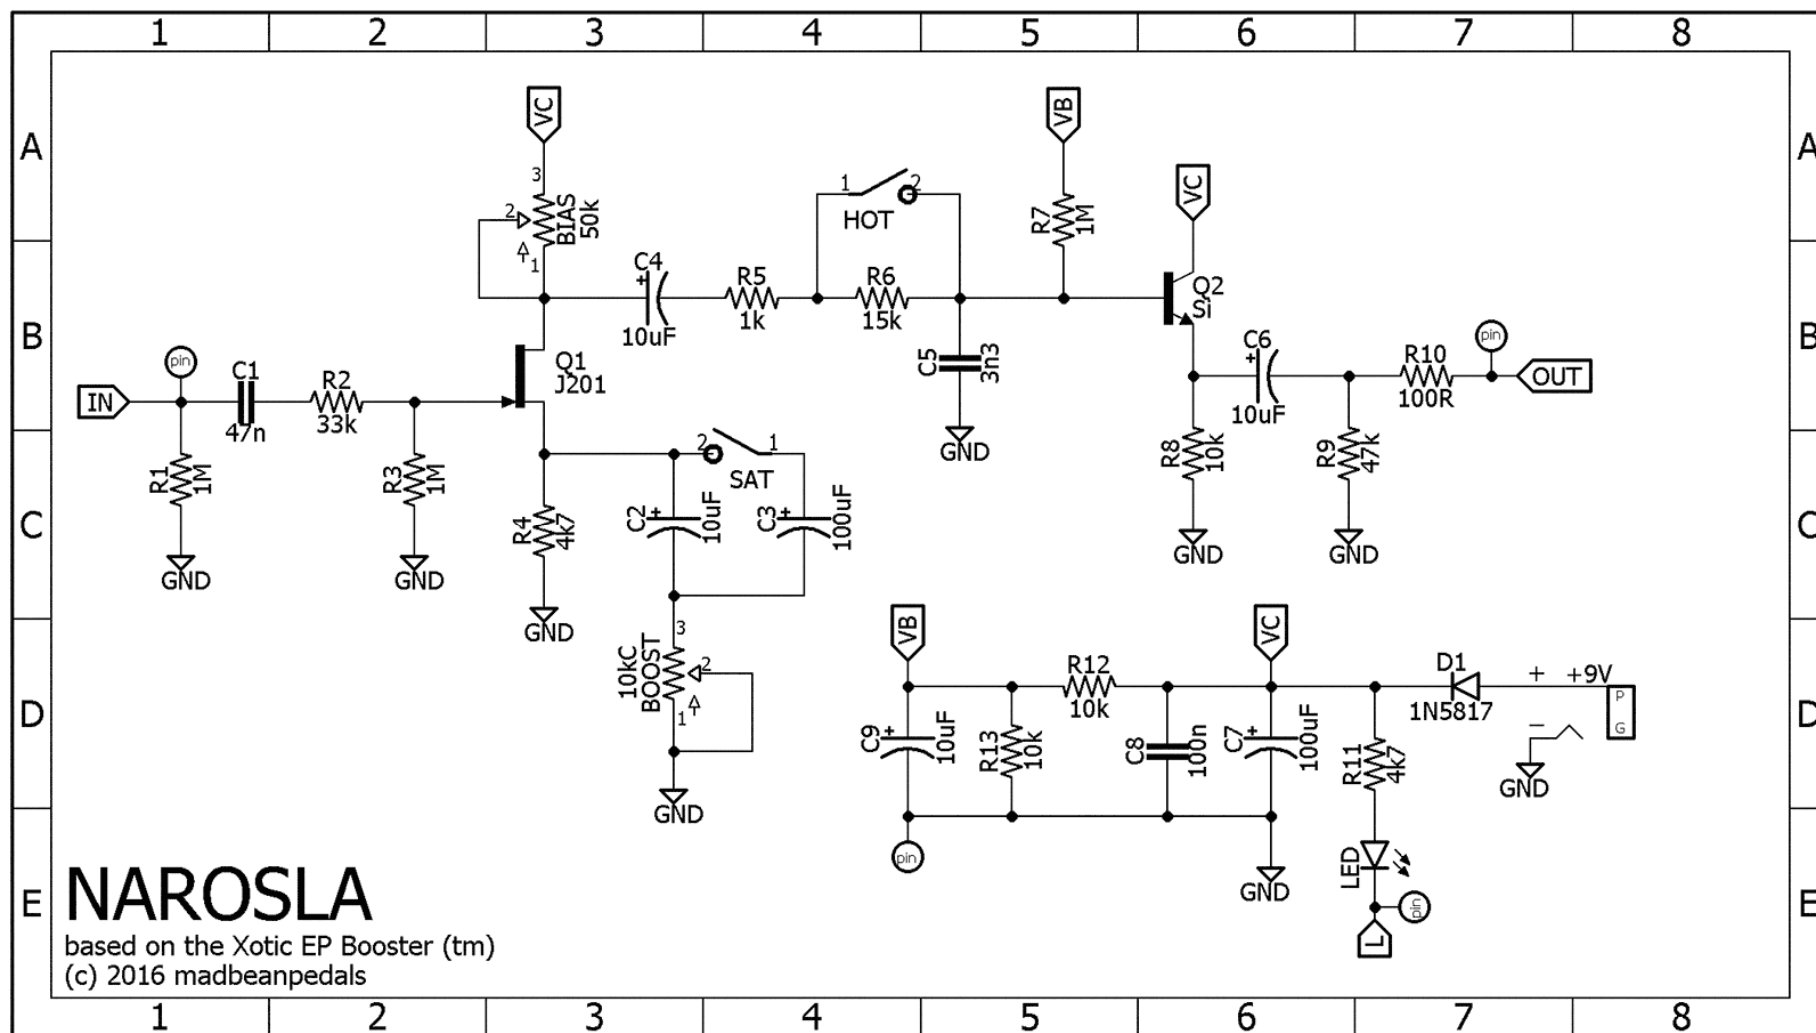 1 2 3 4 5 6 7 8
A
VC
VB
A
3
VC
2
BIAS
50k
1
1
2
HOT
R7
1M
C4
+
10uF
R5
1k
R6
15k
Q2
Si
B
B
pin
IN
C1
47n
R2
33k
Q1
J201
C5
3n3
GND
C6
+
10uF
R10
100R
pin
OUT
R1
1M
GND
R3
1M
GND
R4
4k7
GND
2
1
SAT
C2
+
10uF
C3
+
100uF
R8
10k
GND
R9
47k
GND
C
C
3
10kC
BOOST
2
1
GND
VB
VC
R12
10k
D1
1N5817
+
+9V
P
G
−
GND
D
D
C9
+
10uF
R13
10k
C8
100n
C7
+
100uF
R11
4k7
pin
GND
LED
pin
L
E
E
NAROSLA
based on the Xotic EP Booster (tm)
(c) 2016 madbeanpedals
1 2 3 4 5 6 7 8